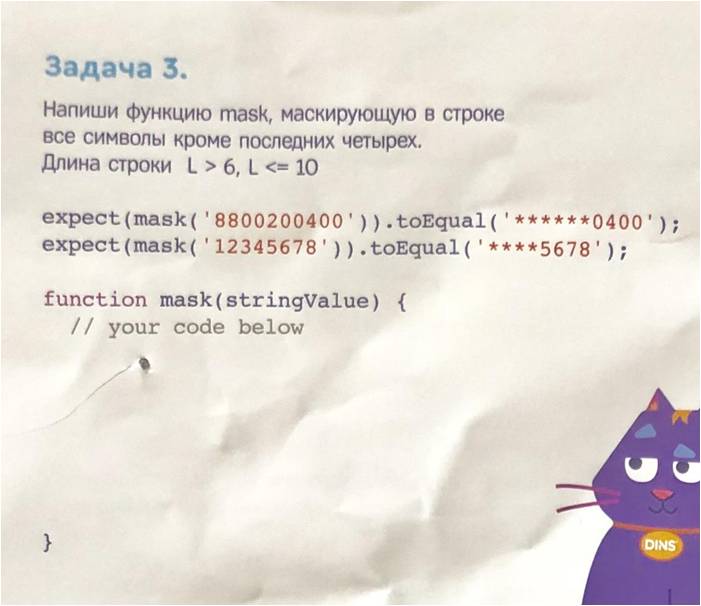 Задача 3.
Напиши функцию mask, маскирующую в строке
все символы кроме последних четырех.
Длина строки L > 6, L <= 10
expect(mask('8800200400')).toEqual('******0400');
expect(mask('12345678')).toEqual('****5678');
function mask(stringValue) {
// your code below
}
DINS